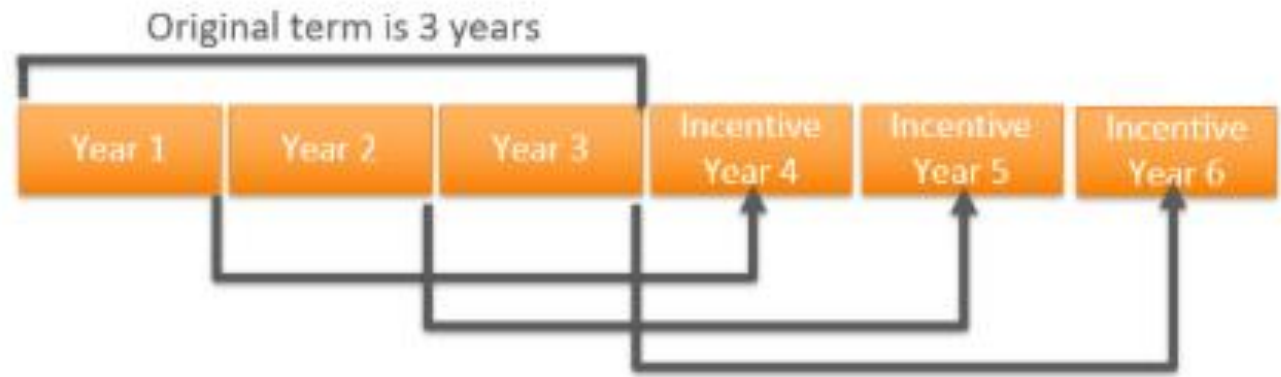 Original term is 3 years
Year 1
Year 2
Year 3
Incentive
Year 4
Incentive
Year 5
Incentive
Year 6